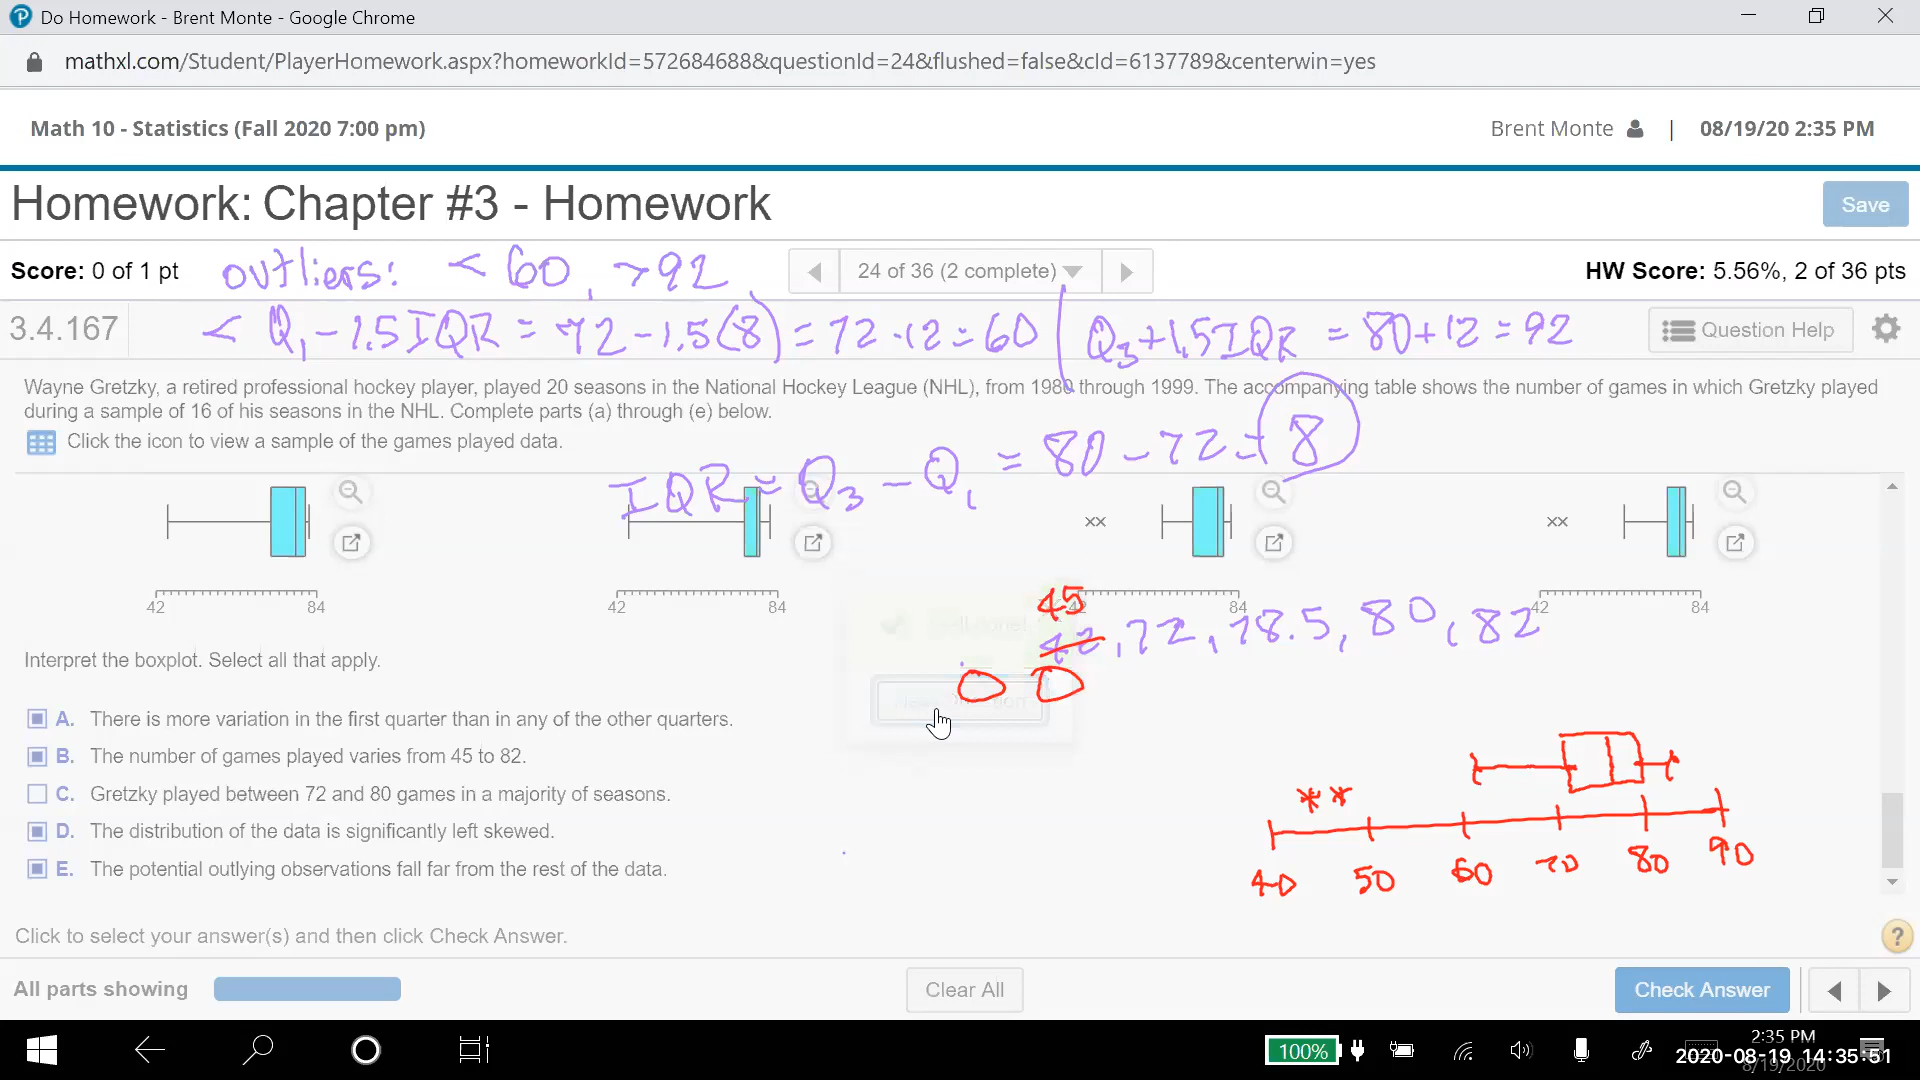 Do Homework - Brent Monte - Google Chrome
mathxl.com/Student/PlayerHomework.aspx?homeworkId=572684688&questionId=24&flushed=false&cId=6137789&centerwin=yes
Math 10 - Statistics (Fall 2020 7:00 pm)
Brent Monte | 08/19/20 2:35 PM
Homework: Chapter #3 - Homework
Save
Score: 0 of 1 pt
outliers: < 60, >92
24 of 36 (2 complete)
HW Score: 5.56%, 2 of 36 pts
3.4.167
< Q1 - 1.5IQR = 72 - 1.5(8) = 72 - 12 = 60
Q3 + 1.5IQR = 80 + 12 = 92
Question Help
Wayne Gretzky, a retired professional hockey player, played 20 seasons in the National Hockey League (NHL), from 1980 through 1999. The accompanying table shows the number of games in which Gretzky played
during a sample of 16 of his seasons in the NHL. Complete parts (a) through (e) below.
Click the icon to view a sample of the games played data.
IQR = Q3 - Q1 = 80 - 72 = 8
xx
xx
42 84
42 84
42 84
42 84
45
42, 72, 78.5, 80, 82
Interpret the boxplot. Select all that apply.
A. There is more variation in the first quarter than in any of the other quarters.
B. The number of games played varies from 45 to 82.
C. Gretzky played between 72 and 80 games in a majority of seasons.
D. The distribution of the data is significantly left skewed.
E. The potential outlying observations fall far from the rest of the data.
* *
40 50 60 70 80 90
Click to select your answer(s) and then click Check Answer.
?
All parts showing
Clear All
Check Answer
100%
2:35 PM
2020-08-19 14:35:51
8/19/2020